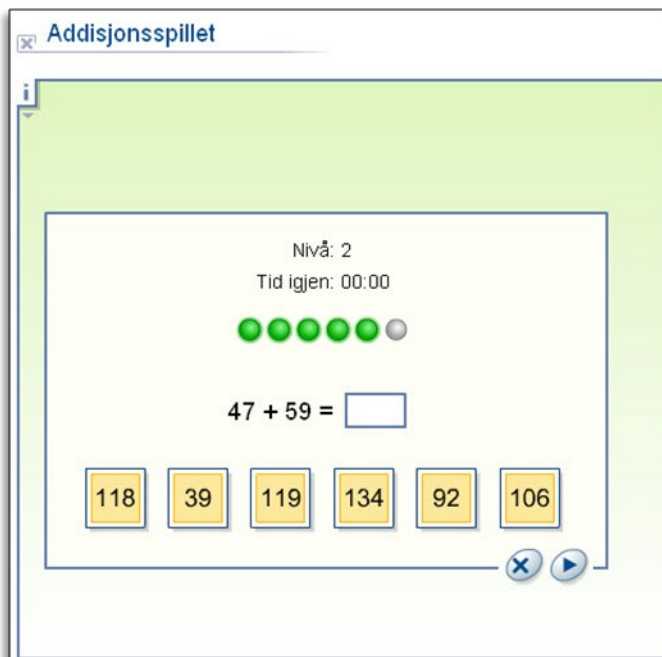 Addisjonsspillet
i
Nivå: 2
Tid igjen: 00:00
47 + 59 =
118 39 119 134 92 106